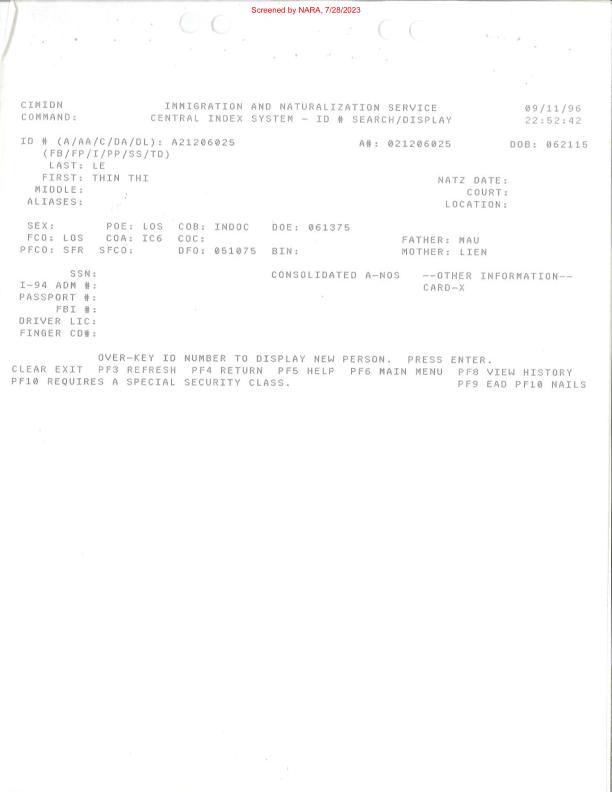 Screened by NARA, 7/28/2023
CIMIDN IMMIGRATION AND NATURALIZATION SERVICE 09/11/96
COMMAND: CENTRAL INDEX SYSTEM - ID # SEARCH/DISPLAY 22:52:42
ID # (A/AA/C/DA/DL): A21206025 A#: 021206025 DOB: 062115
(FB/FP/I/PP/SS/TD)
LAST: LE
FIRST: THIN THI NATZ DATE:
MIDDLE: COURT:
ALIASES: LOCATION:
SEX: POE: LOS COB: INDOC DOE: 061375
FCO: LOS COA: IC6 COC: FATHER: MAU
PFCO: SFR SFCO: DFO: 051075 BIN: MOTHER: LIEN
SSN: CONSOLIDATED A-NOS --OTHER INFORMATION--
I-94 ADM #: CARD-X
PASSPORT #:
FBI #:
DRIVER LIC:
FINGER CD#:
OVER-KEY ID NUMBER TO DISPLAY NEW PERSON. PRESS ENTER.
CLEAR EXIT PF3 REFRESH PF4 RETURN PF5 HELP PF6 MAIN MENU PF8 VIEW HISTORY
PF10 REQUIRES A SPECIAL SECURITY CLASS. PF9 EAD PF10 NAILS